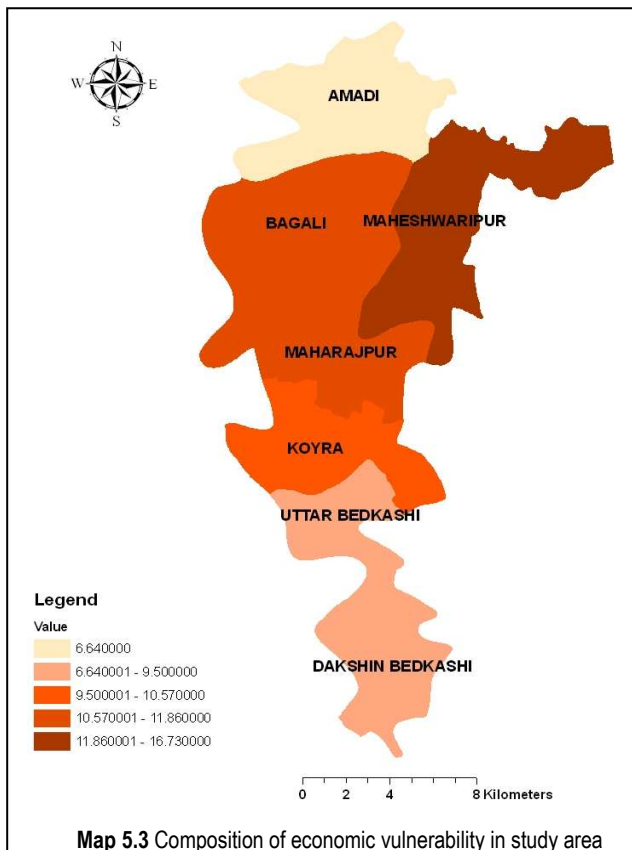 N
W E
S
AMADI
BAGALI
MAHESHWARIPUR
MAHARAJPUR
KOYRA
UTTAR BEDKASHI
DAKSHIN BEDKASHI
Legend
Value
6.640000
6.640001 - 9.500000
9.500001 - 10.570000
10.570001 - 11.860000
11.860001 - 16.730000
0 2 4 8 Kilometers
Map 5.3 Composition of economic vulnerability in study area